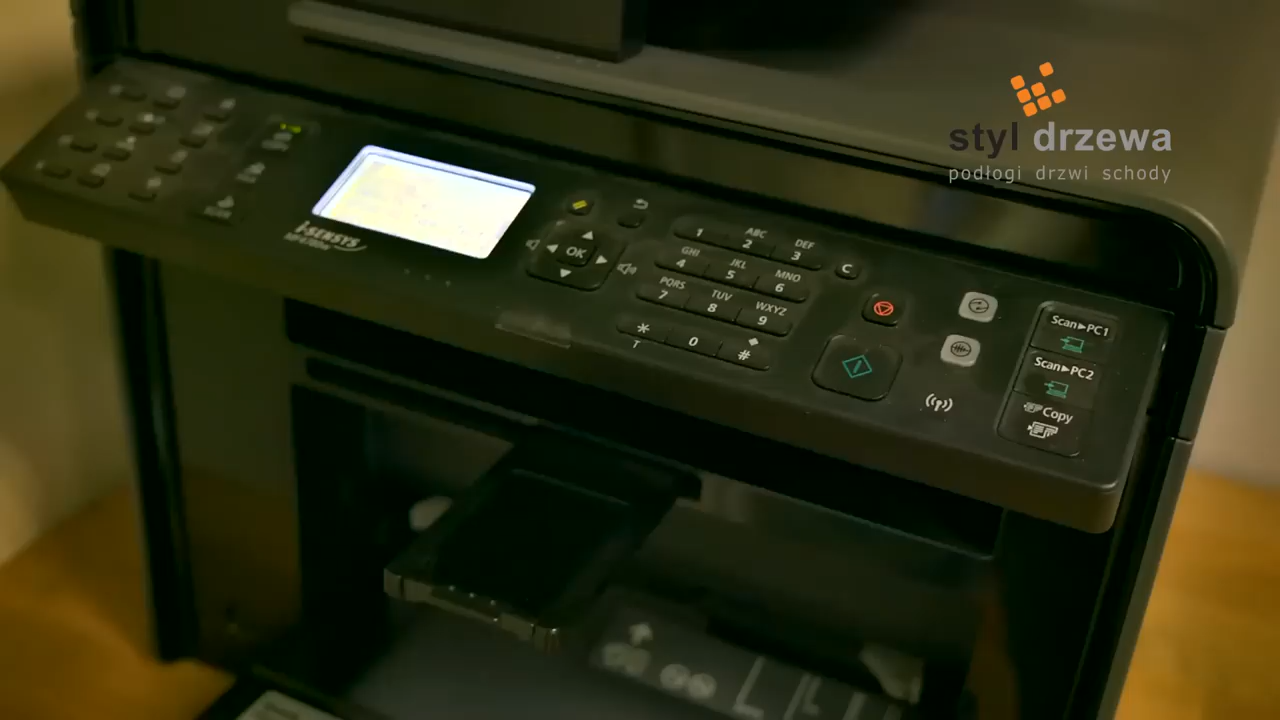 styl drzewa
podłogi drzwi schody
i-SENSYS
OK
1
ABC
2
DEF
3
C
GHI
4
JKL
5
MNO
6
PQRS
7
TUV
8
WXYZ
9
*
T
0
#
Scan▶PC1
Scan▶PC2
Copy